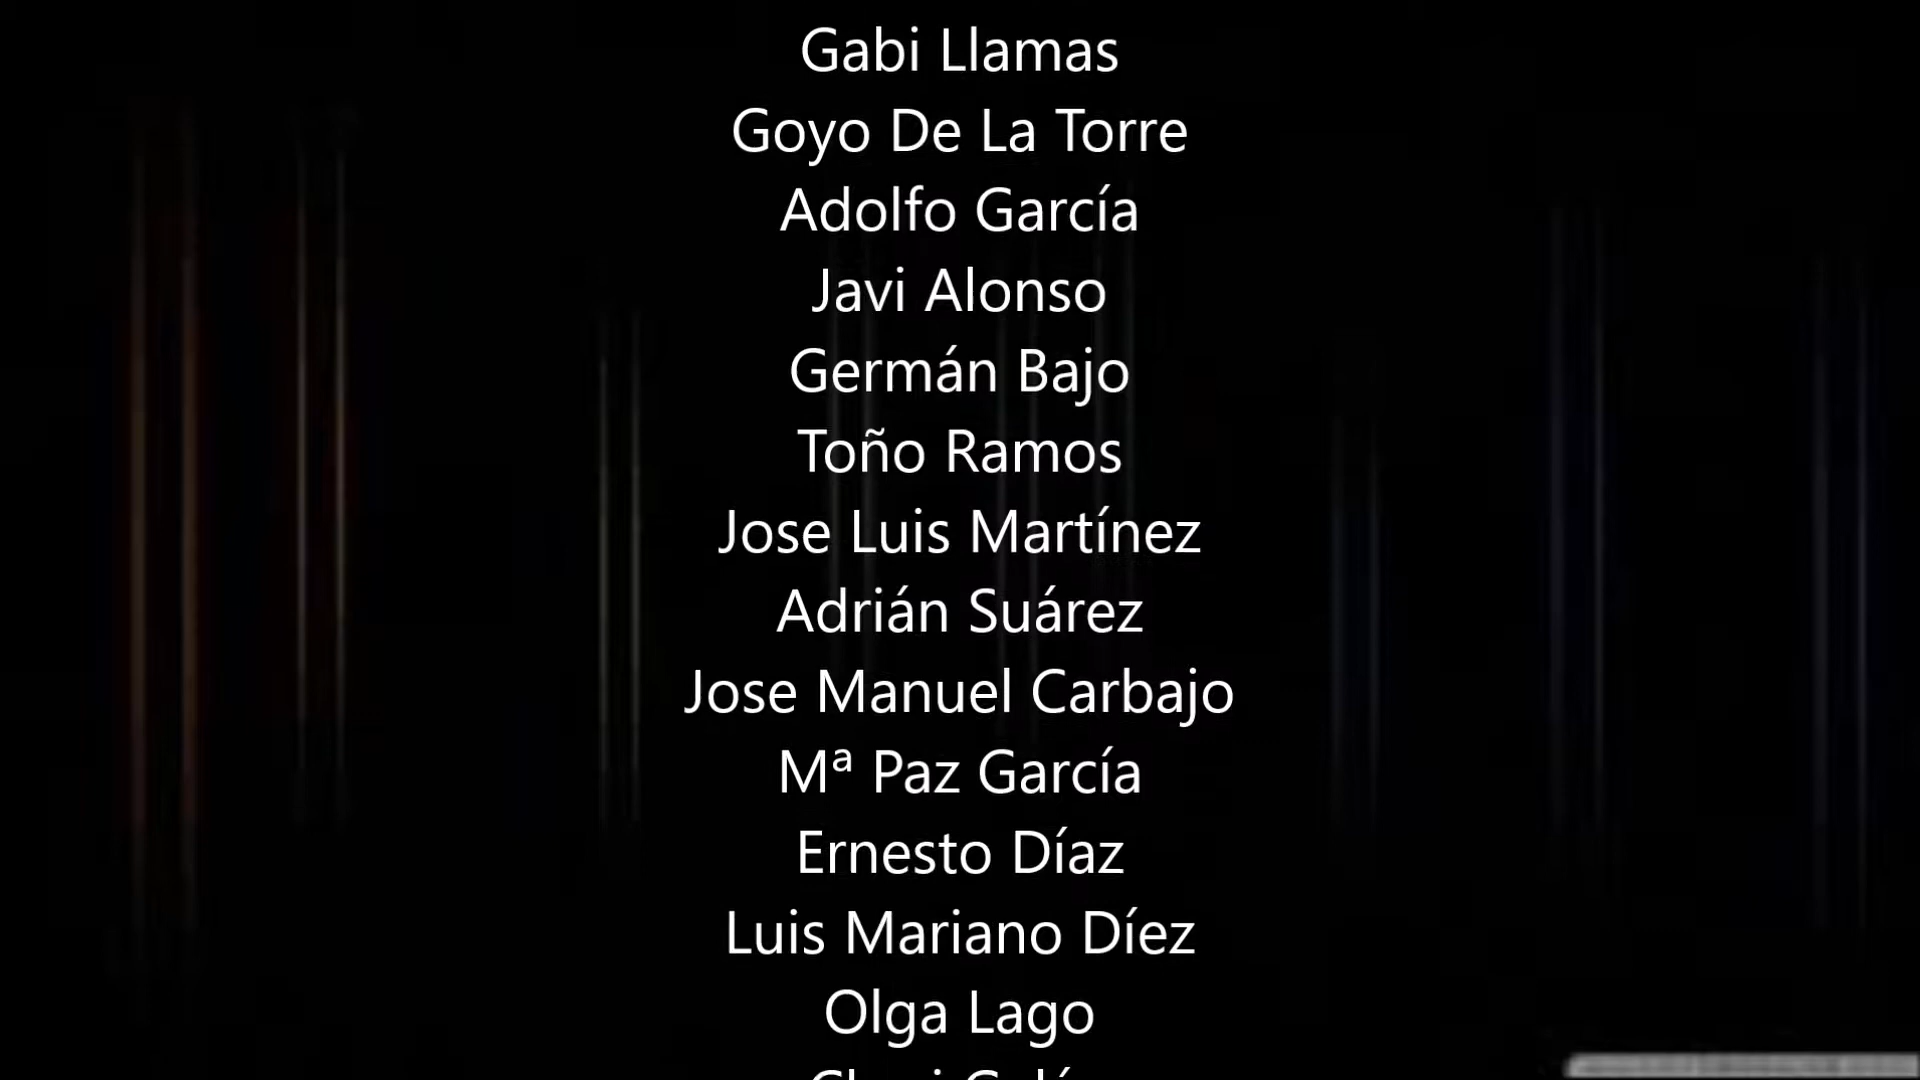 Gabi Llamas
Goyo De La Torre
Adolfo García
Javi Alonso
Germán Bajo
Toño Ramos
Jose Luis Martínez
Adrián Suárez
Jose Manuel Carbajo
Mª Paz García
Ernesto Díaz
Luis Mariano Díez
Olga Lago